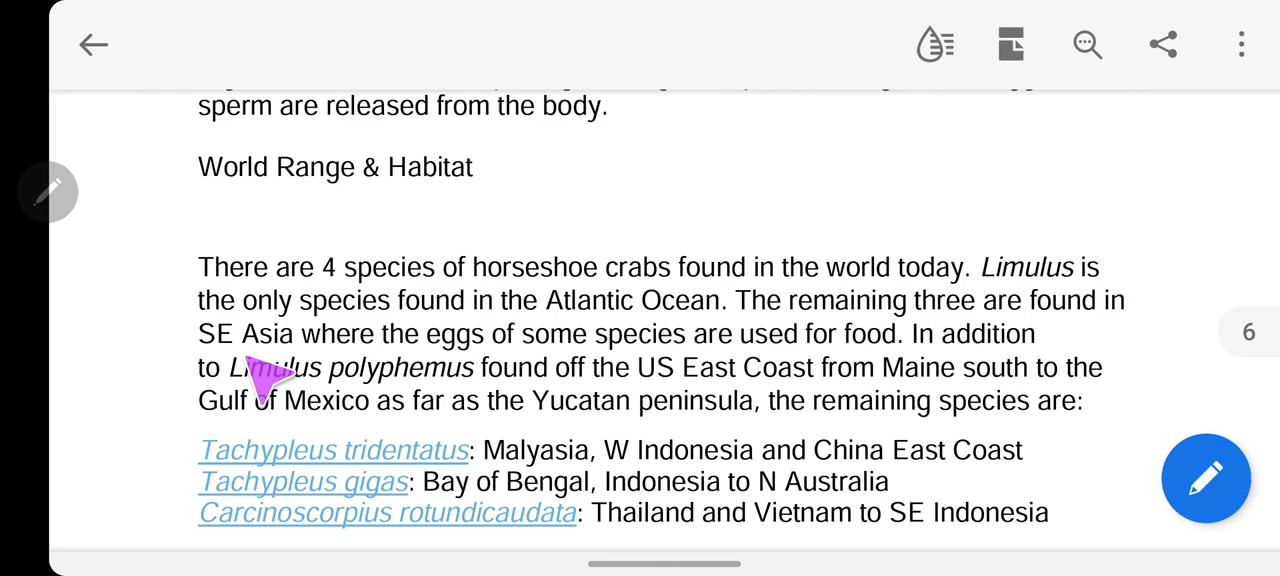 sperm are released from the body.
World Range & Habitat
There are 4 species of horseshoe crabs found in the world today. Limulus is
the only species found in the Atlantic Ocean. The remaining three are found in
SE Asia where the eggs of some species are used for food. In addition
to Limulus polyphemus found off the US East Coast from Maine south to the
Gulf of Mexico as far as the Yucatan peninsula, the remaining species are:
6
Tachypleus tridentatus: Malyasia, W Indonesia and China East Coast
Tachypleus gigas: Bay of Bengal, Indonesia to N Australia
Carcinoscorpius rotundicaudata: Thailand and Vietnam to SE Indonesia